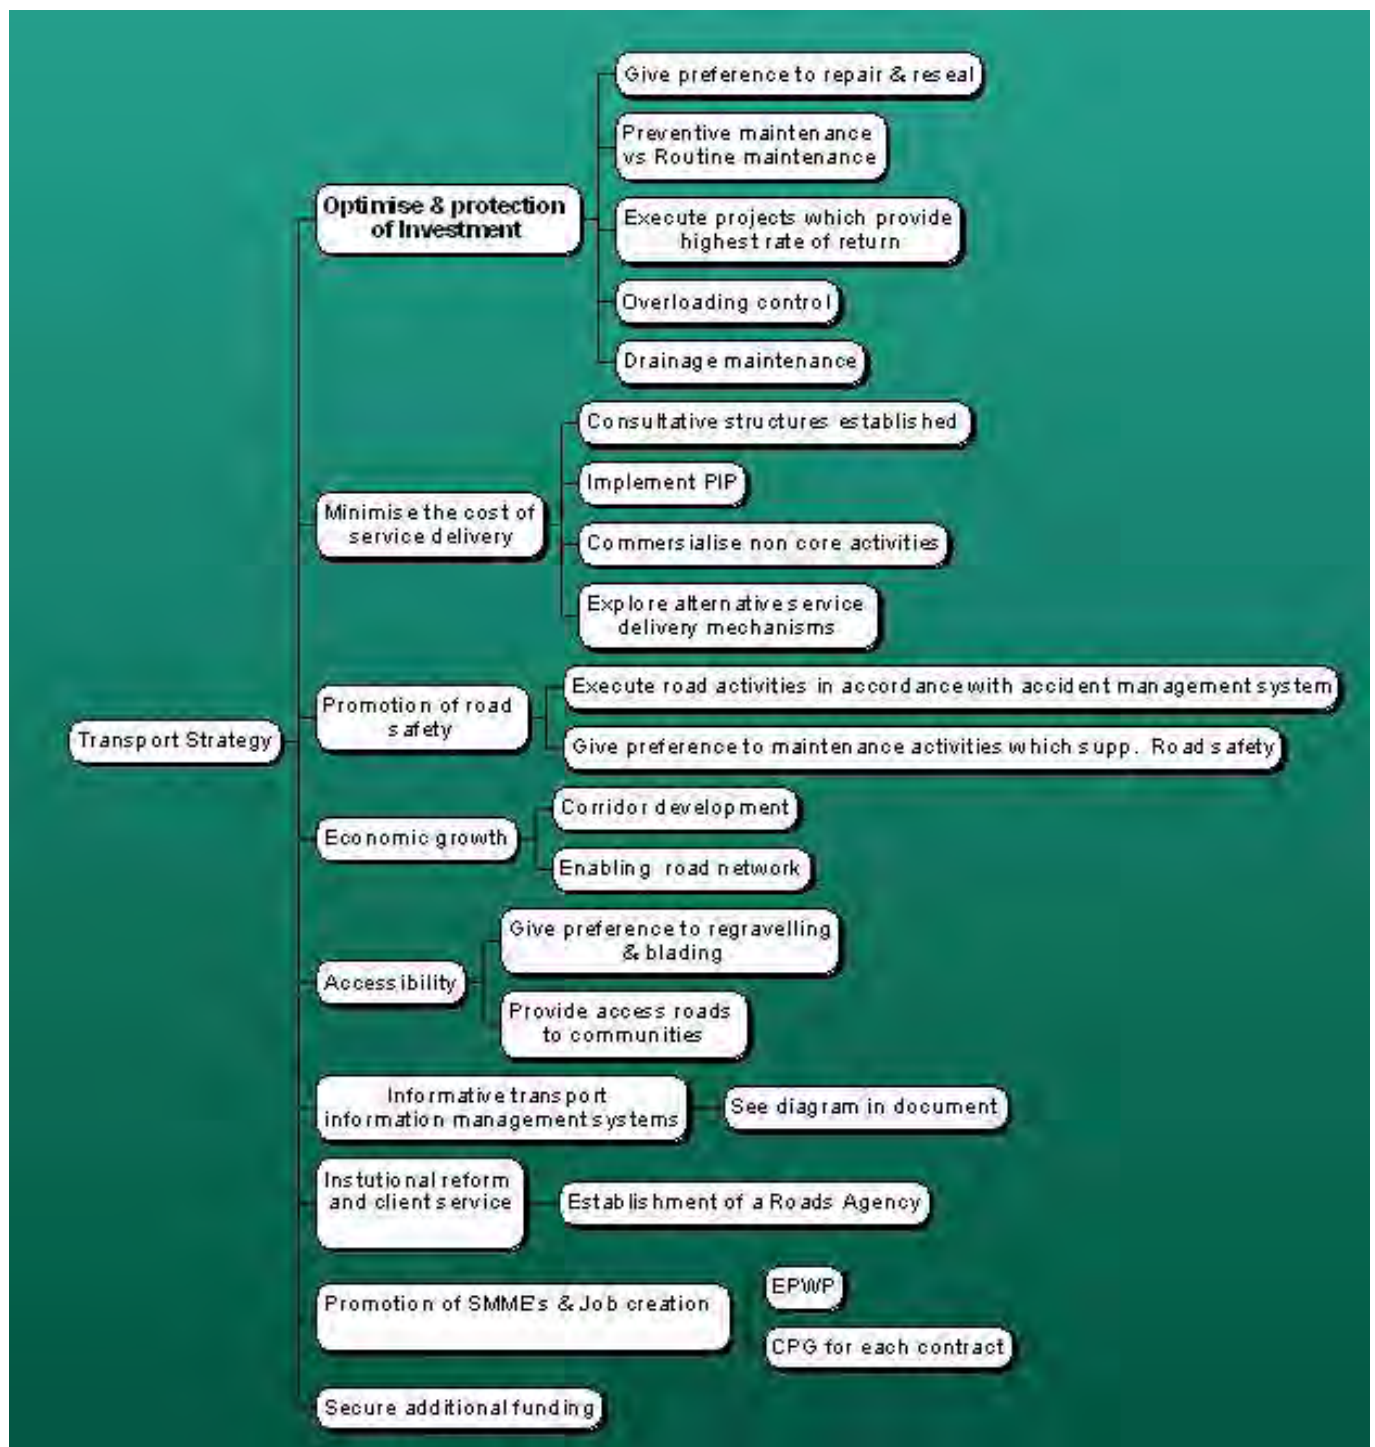 Give preference to repair & reseal
Preventive maintenance
vs Routine maintenance
Optimise & protection
of Investment
Execute projects which provide
highest rate of return
Overloading control
Drainage maintenance
Consultative structures established
Implement PIP
Minimise the cost of
service delivery
Commersialise non core activities
Explore alternative service
delivery mechanisms
Execute road activities in accordance with accident management system
Promotion of road
safety
Transport Strategy
Give preference to maintenance activities which supp. Road safety
Corridor development
Economic growth
Enabling road network
Give preference to regravelling
& blading
Accessibility
Provide access roads
to communities
Informative transport
information management systems
See diagram in document
Instutional reform
and client service
Establishment of a Roads Agency
EPWP
Promotion of SMME's & Job creation
CPG for each contract
Secure additional funding